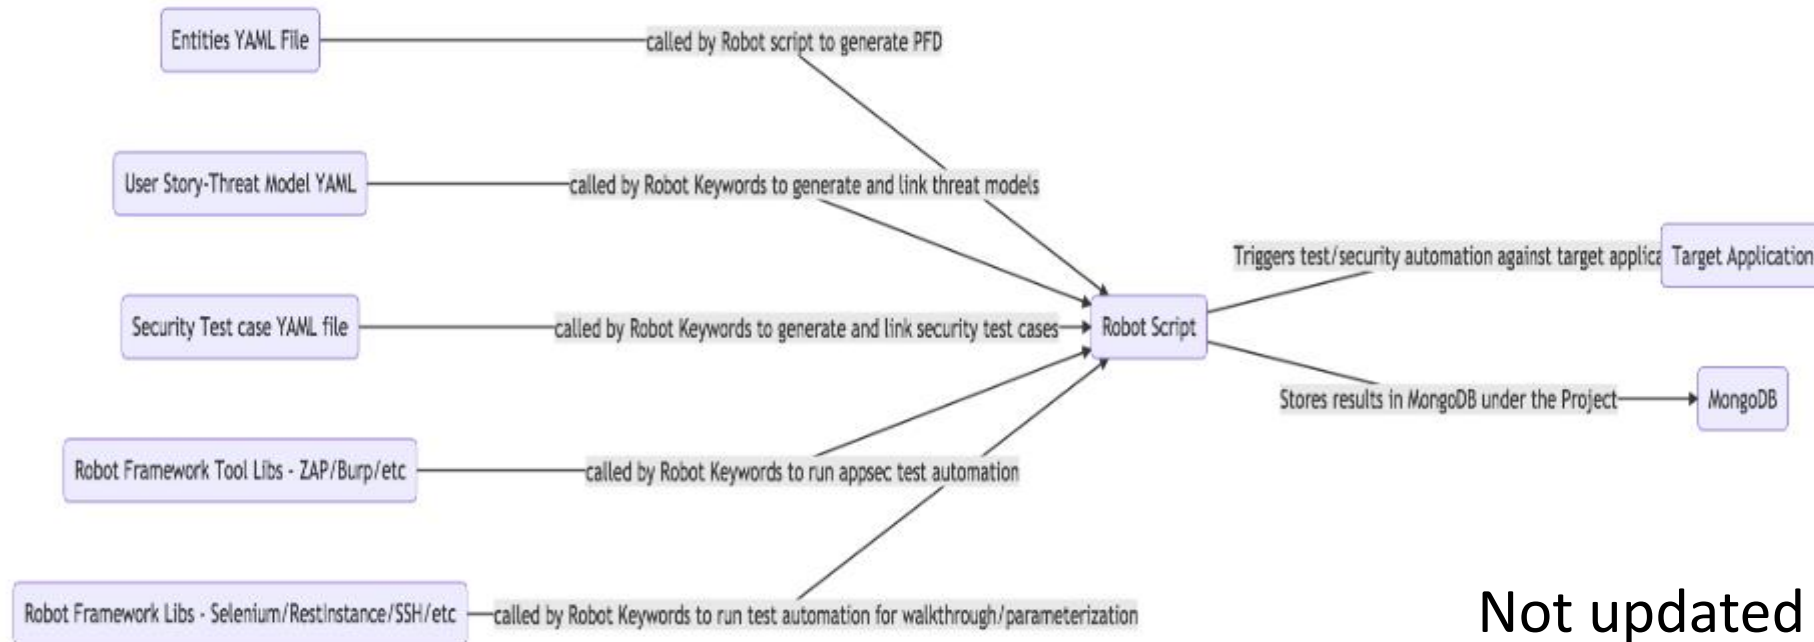 Entities YAML File
called by Robot script to generate PFD
User Story-Threat Model YAML
called by Robot Keywords to generate and link threat models
Triggers test/security automation against target applica
Target Application
Security Test case YAML file
called by Robot Keywords to generate and link security test cases
Robot Script
Stores results in MongoDB under the Project
MongoDB
Robot Framework Tool Libs - ZAP/Burp/etc
called by Robot Keywords to run appsec test automation
Robot Framework Libs - Selenium/RestInstance/SSH/etc
called by Robot Keywords to run test automation for walkthrough/parameterization
Not updated